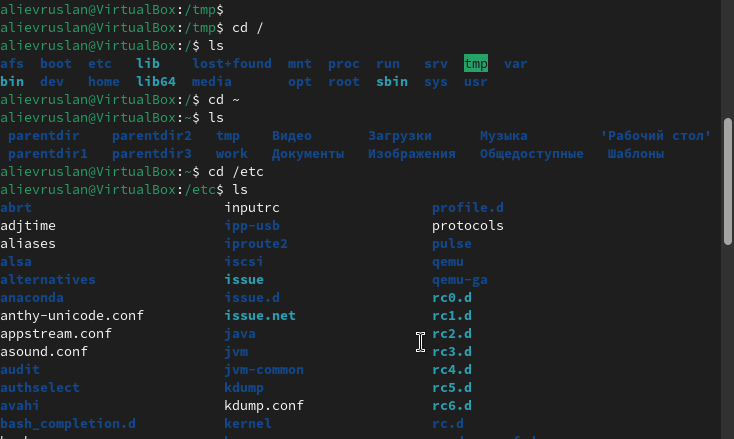 alievruslan@VirtualBox:/tmp$
alievruslan@VirtualBox:/tmp$ cd /
alievruslan@VirtualBox:/$ ls
afs boot etc lib lost+found mnt proc run srv tmp var
bin dev home lib64 media opt root sbin sys usr
alievruslan@VirtualBox:/$ cd ~
alievruslan@VirtualBox:~$ ls
parentdir parentdir2 tmp Видео Загрузки Музыка 'Рабочий стол'
parentdir1 parentdir3 work Документы Изображения Общедоступные Шаблоны
alievruslan@VirtualBox:~$ cd /etc
alievruslan@VirtualBox:/etc$ ls
abrt inputrc profile.d
adjtime ipp-usb protocols
aliases iproute2 pulse
alsa iscsi qemu
alternatives issue qemu-ga
anaconda issue.d rc0.d
anthy-unicode.conf issue.net rc1.d
appstream.conf java rc2.d
asound.conf jvm rc3.d
audit jvm-common rc4.d
authselect kdump rc5.d
avahi kdump.conf rc6.d
bash_completion.d kernel rc.d